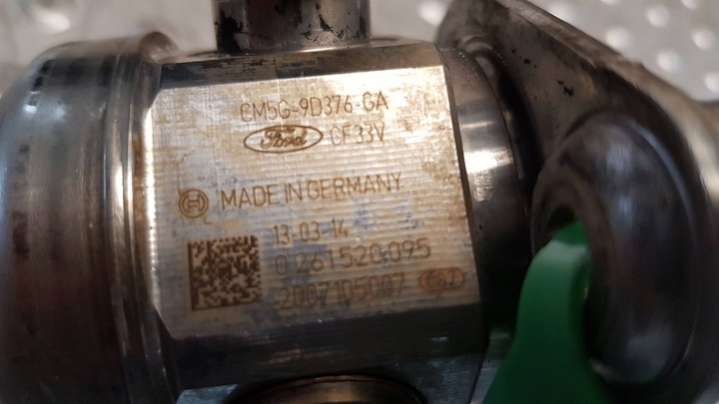 CM5G-9D376-GA
Ford CF33V
MADE IN GERMANY
13-03-14
0 261 520 095
2007105007